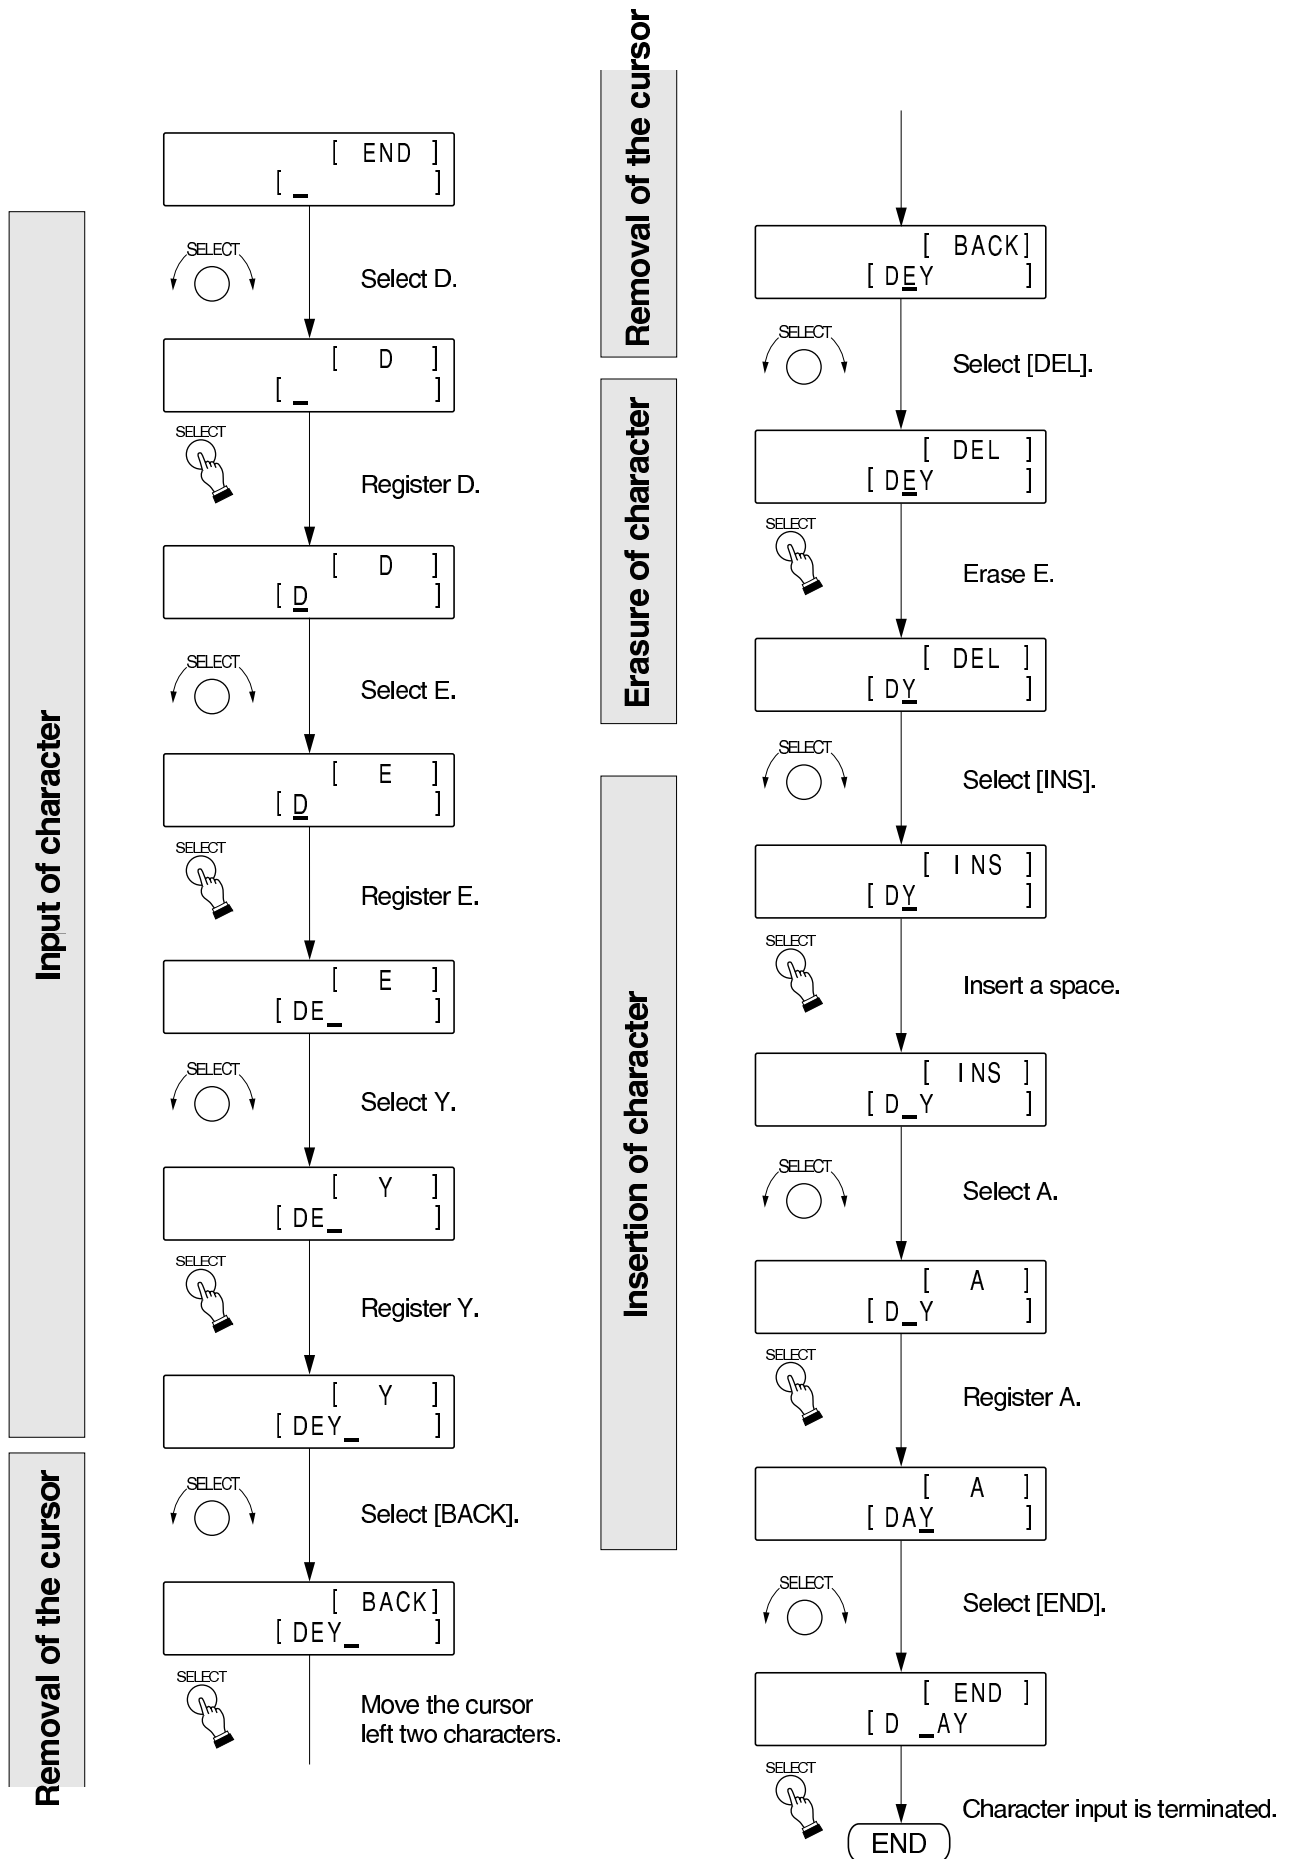 Input of character
[ END ]
[ _ ]
SELECT
Select D.
[ D ]
[ _ ]
SELECT
Register D.
[ D ]
[ D ]
SELECT
Select E.
[ E ]
[ D ]
SELECT
Register E.
[ E ]
[ DE_ ]
SELECT
Select Y.
[ Y ]
[ DE_ ]
SELECT
Register Y.
[ Y ]
[ DEY_ ]
Removal of the cursor
SELECT
Select [BACK].
[ BACK]
[ DEY_ ]
SELECT
Move the cursor
left two characters.
Removal of the cursor
[ BACK]
[ DEY ]
SELECT
Select [DEL].
Erasure of character
[ DEL ]
[ DEY ]
SELECT
Erase E.
[ DEL ]
[ DY ]
SELECT
Select [INS].
Insertion of character
[ INS ]
[ DY ]
SELECT
Insert a space.
[ INS ]
[ D_Y ]
SELECT
Select A.
[ A ]
[ D_Y ]
SELECT
Register A.
[ A ]
[ DAY ]
SELECT
Select [END].
[ END ]
[ D _AY
SELECT
Character input is terminated.
END